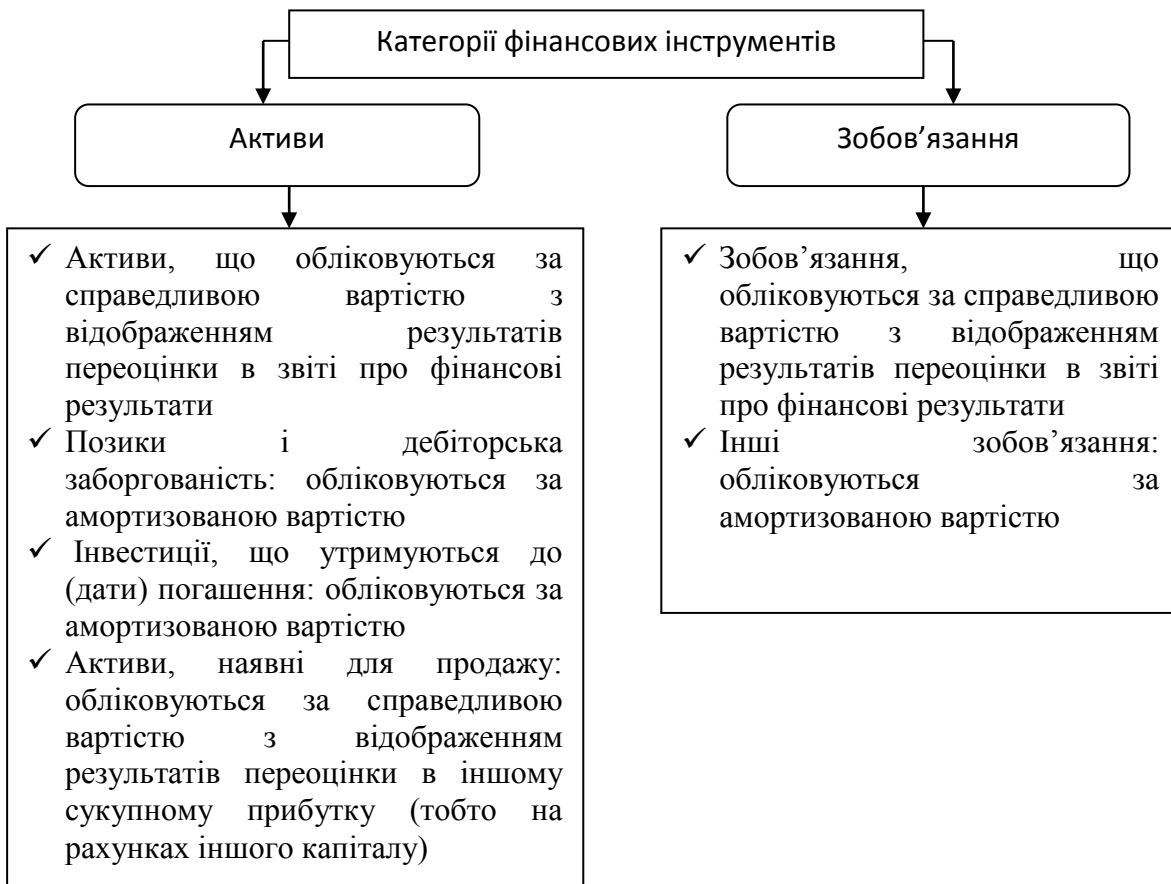 Категорії фінансових інструментів
Активи
Зобов’язання
✓ Активи, що обліковуються за
справедливою вартістю з
відображенням результатів
переоцінки в звіті про фінансові
результати
✓ Позики і дебіторська
заборгованість: обліковуються за
амортизованою вартістю
✓ Інвестиції, що утримуються до
(дати) погашення: обліковуються за
амортизованою вартістю
✓ Активи, наявні для продажу:
обліковуються за справедливою
вартістю з відображенням
результатів переоцінки в іншому
сукупному прибутку (тобто на
рахунках іншого капіталу)
✓ Зобов’язання, що
обліковуються за справедливою
вартістю з відображенням
результатів переоцінки в звіті
про фінансові результати
✓ Інші зобов’язання:
обліковуються за
амортизованою вартістю